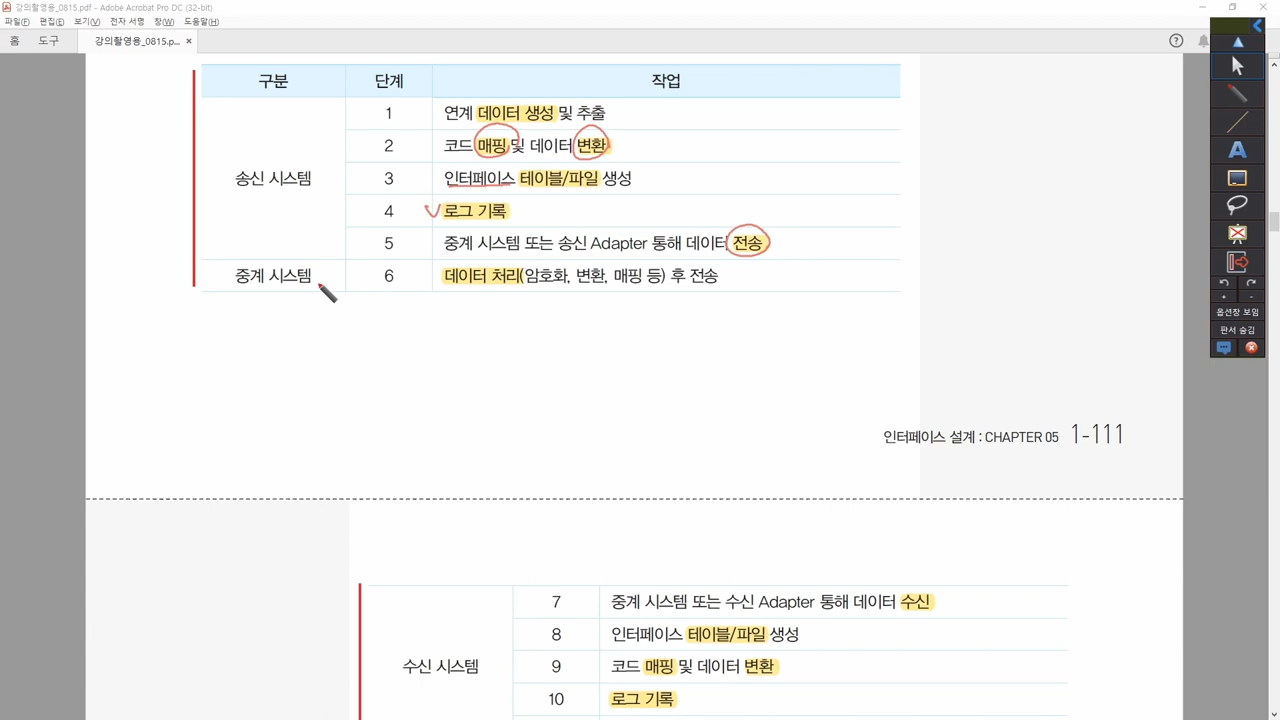 강의촬영용_0815.pdf - Adobe Acrobat Pro DC (32-bit)
파일(F) 편집(E) 보기(V) 전자 서명 창(W) 도움말(H)
홈 도구 강의촬영용_0815.p... ×
구분 단계 작업
송신 시스템
1 연계 데이터 생성 및 추출
2 코드 매핑 및 데이터 변환
3 인터페이스 테이블/파일 생성
4 로그 기록
5 중계 시스템 또는 송신 Adapter 통해 데이터 전송
중계 시스템 6 데이터 처리(암호화, 변환, 매핑 등) 후 전송
인터페이스 설계 : CHAPTER 05 1-111
수신 시스템
7 중계 시스템 또는 수신 Adapter 통해 데이터 수신
8 인터페이스 테이블/파일 생성
9 코드 매핑 및 데이터 변환
10 로그 기록
A
+ -
옵션창 보임
판서 숨김